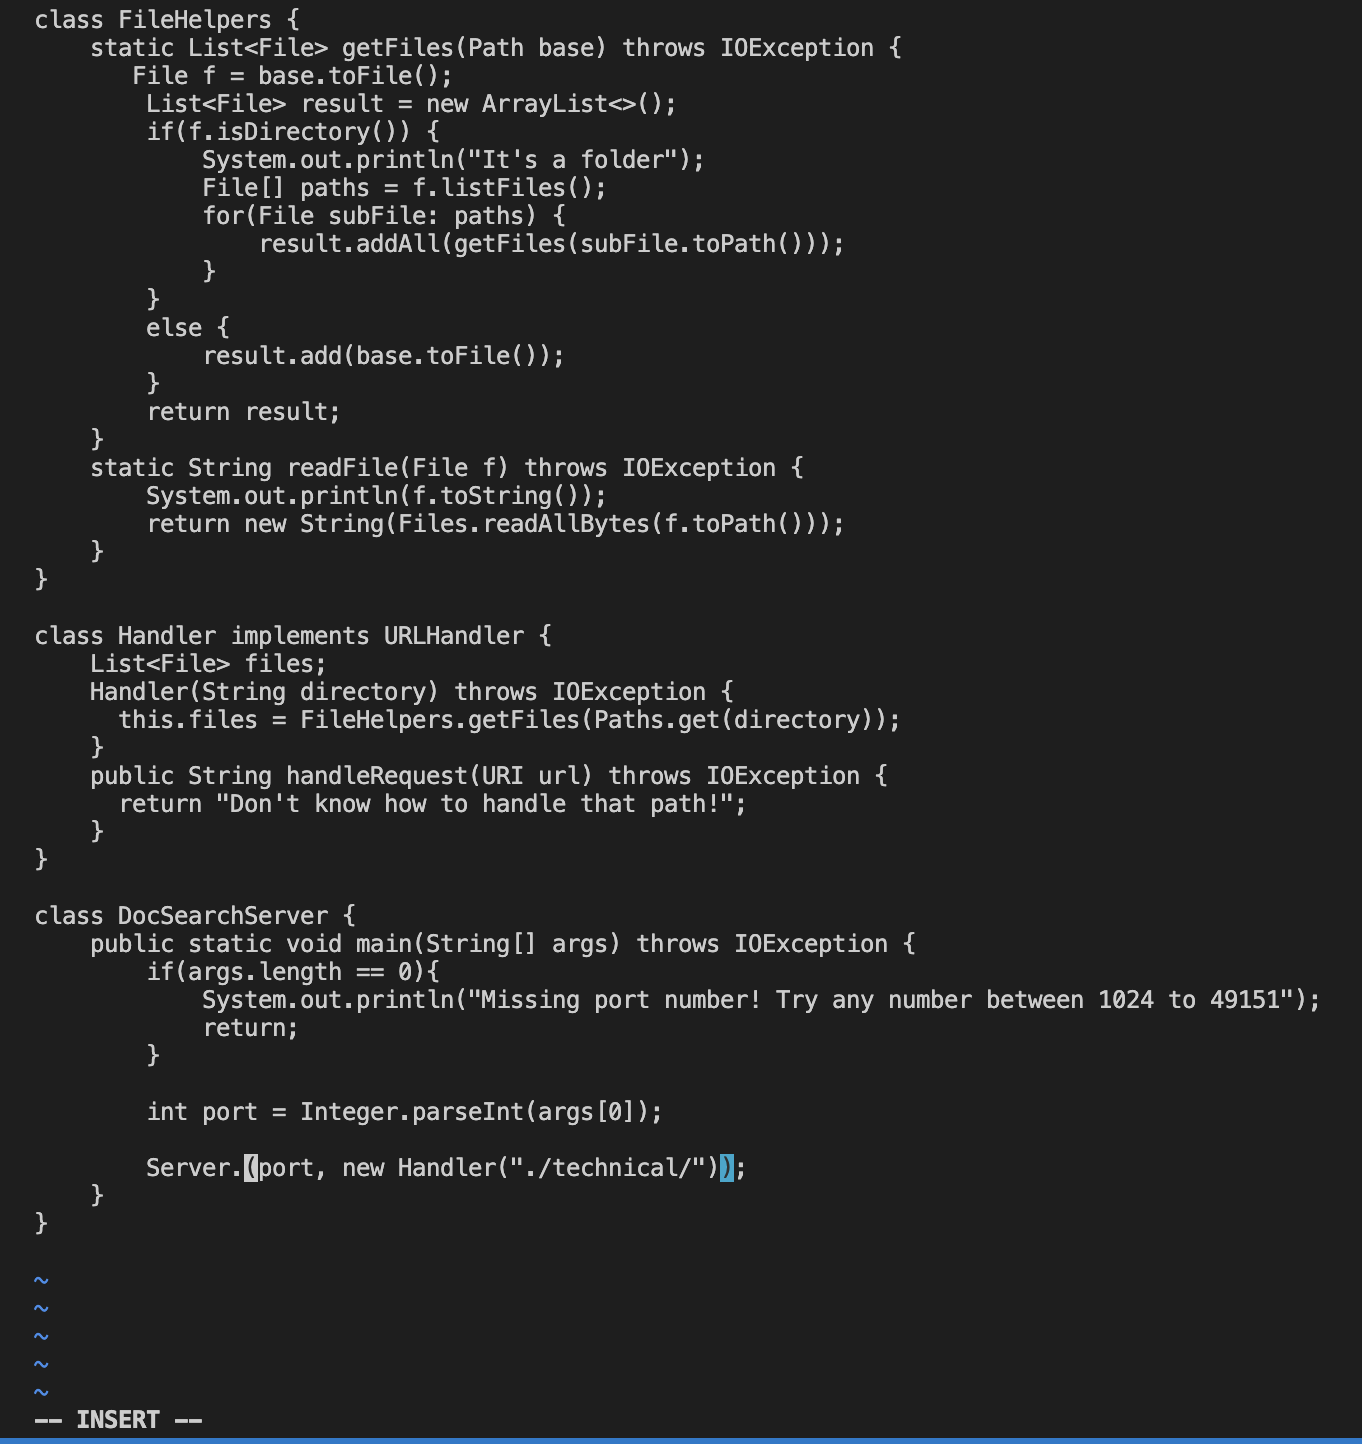 class FileHelpers {
    static List<File> getFiles(Path base) throws IOException {
       File f = base.toFile();
        List<File> result = new ArrayList<>();
        if(f.isDirectory()) {
            System.out.println("It's a folder");
            File[] paths = f.listFiles();
            for(File subFile: paths) {
                result.addAll(getFiles(subFile.toPath()));
            }
        }
        else {
            result.add(base.toFile());
        }
        return result;
    }
    static String readFile(File f) throws IOException {
        System.out.println(f.toString());
        return new String(Files.readAllBytes(f.toPath()));
    }
}

class Handler implements URLHandler {
    List<File> files;
    Handler(String directory) throws IOException {
      this.files = FileHelpers.getFiles(Paths.get(directory));
    }
    public String handleRequest(URI url) throws IOException {
      return "Don't know how to handle that path!";
    }
}

class DocSearchServer {
    public static void main(String[] args) throws IOException {
        if(args.length == 0){
            System.out.println("Missing port number! Try any number between 1024 to 49151");
            return;
        }

        int port = Integer.parseInt(args[0]);

        Server.(port, new Handler("./technical/"));
    }
}

~
~
~
~
~
-- INSERT --